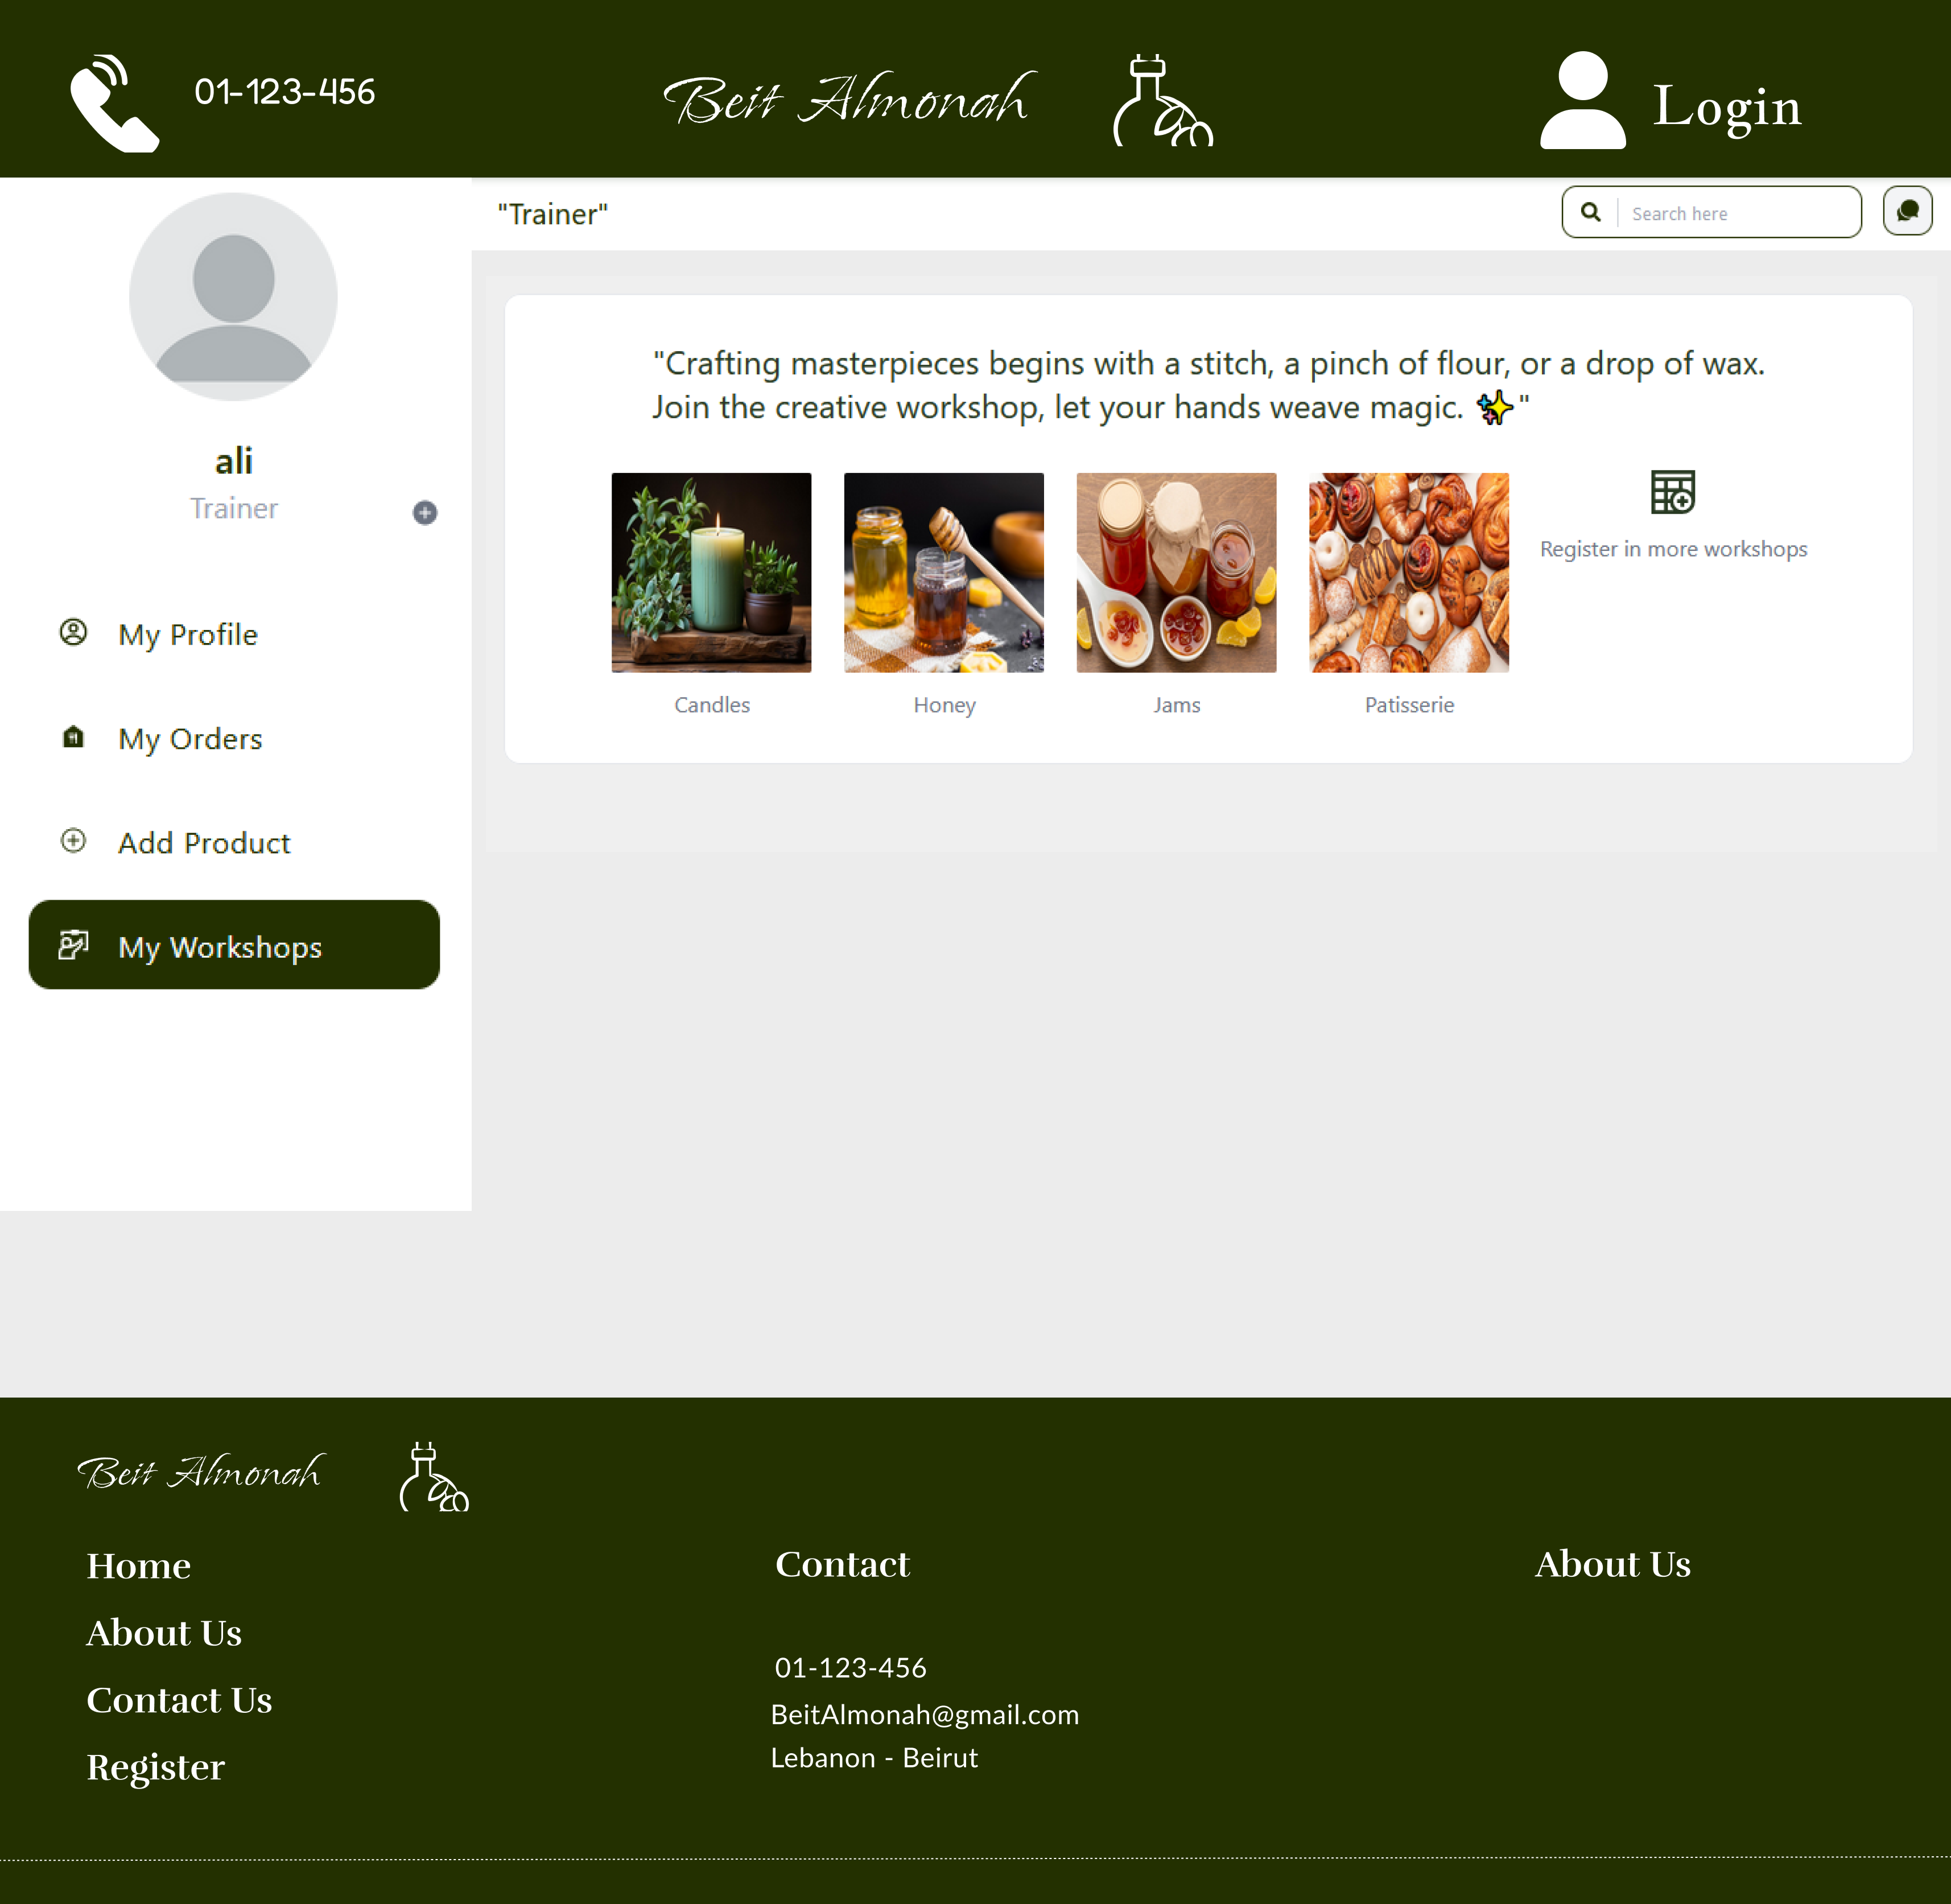 01-123-456
Beit Almonah
Login
"Trainer"
Search here
ali
Trainer
My Profile
My Orders
Add Product
My Workshops
"Crafting masterpieces begins with a stitch, a pinch of flour, or a drop of wax.
Join the creative workshop, let your hands weave magic. ✨"
Candles
Honey
Jams
Patisserie
Register in more workshops
Beit Almonah
Home
About Us
Contact Us
Register
Contact
01-123-456
BeitAlmonah@gmail.com
Lebanon - Beirut
About Us